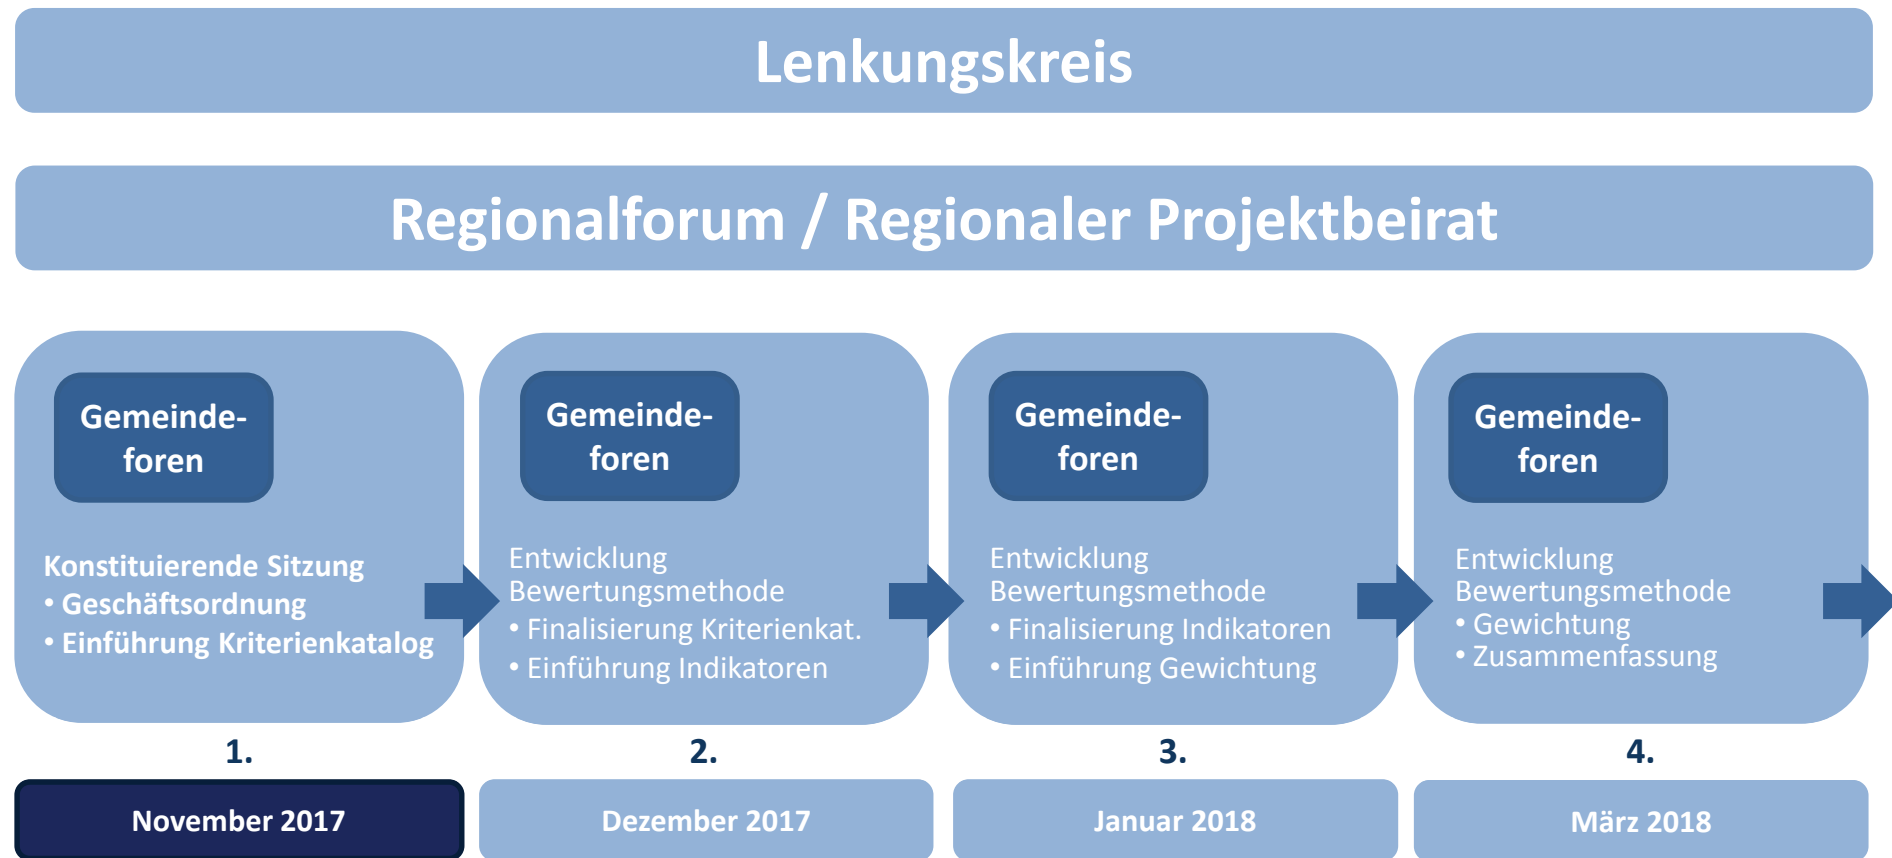 Lenkungskreis
Regionalforum / Regionaler Projektbeirat
Gemeinde-
foren
Konstituierende Sitzung
• Geschäftsordnung
• Einführung Kriterienkatalog
1.
November 2017
Gemeinde-
foren
Entwicklung
Bewertungsmethode
• Finalisierung Kriterienkat.
• Einführung Indikatoren
2.
Dezember 2017
Gemeinde-
foren
Entwicklung
Bewertungsmethode
• Finalisierung Indikatoren
• Einführung Gewichtung
3.
Januar 2018
Gemeinde-
foren
Entwicklung
Bewertungsmethode
• Gewichtung
• Zusammenfassung
4.
März 2018